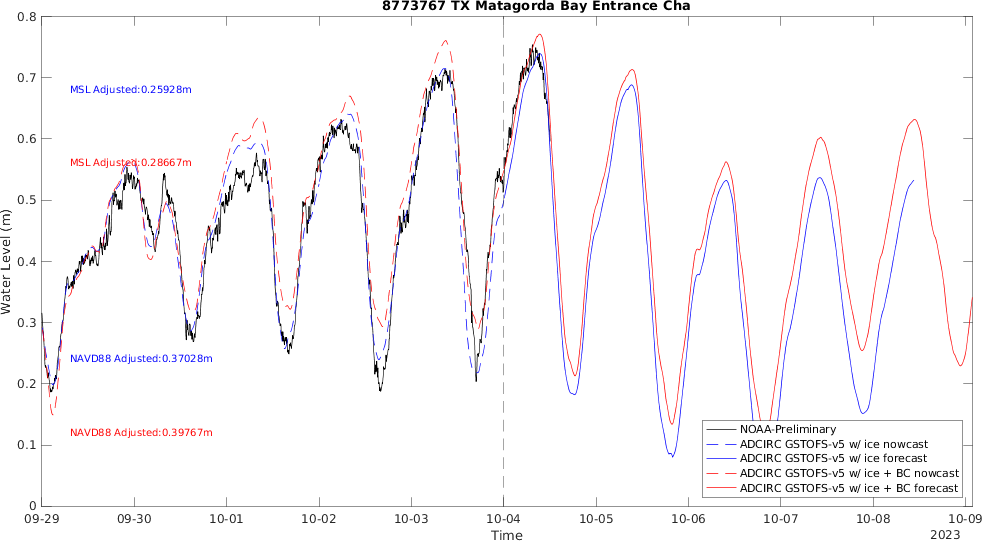 8773767 TX Matagorda Bay Entrance Cha
0.8
0.7
0.6
0.5
0.4
0.3
0.2
0.1
0
Water Level (m)
MSL Adjusted:0.25928m
MSL Adjusted:0.28667m
NAVD88 Adjusted:0.37028m
NAVD88 Adjusted:0.39767m
NOAA-Preliminary
ADCIRC GSTOFS-v5 w/ ice nowcast
ADCIRC GSTOFS-v5 w/ ice forecast
ADCIRC GSTOFS-v5 w/ ice + BC nowcast
ADCIRC GSTOFS-v5 w/ ice + BC forecast
09-29 09-30 10-01 10-02 10-03 10-04 10-05 10-06 10-07 10-08 10-09
Time
2023